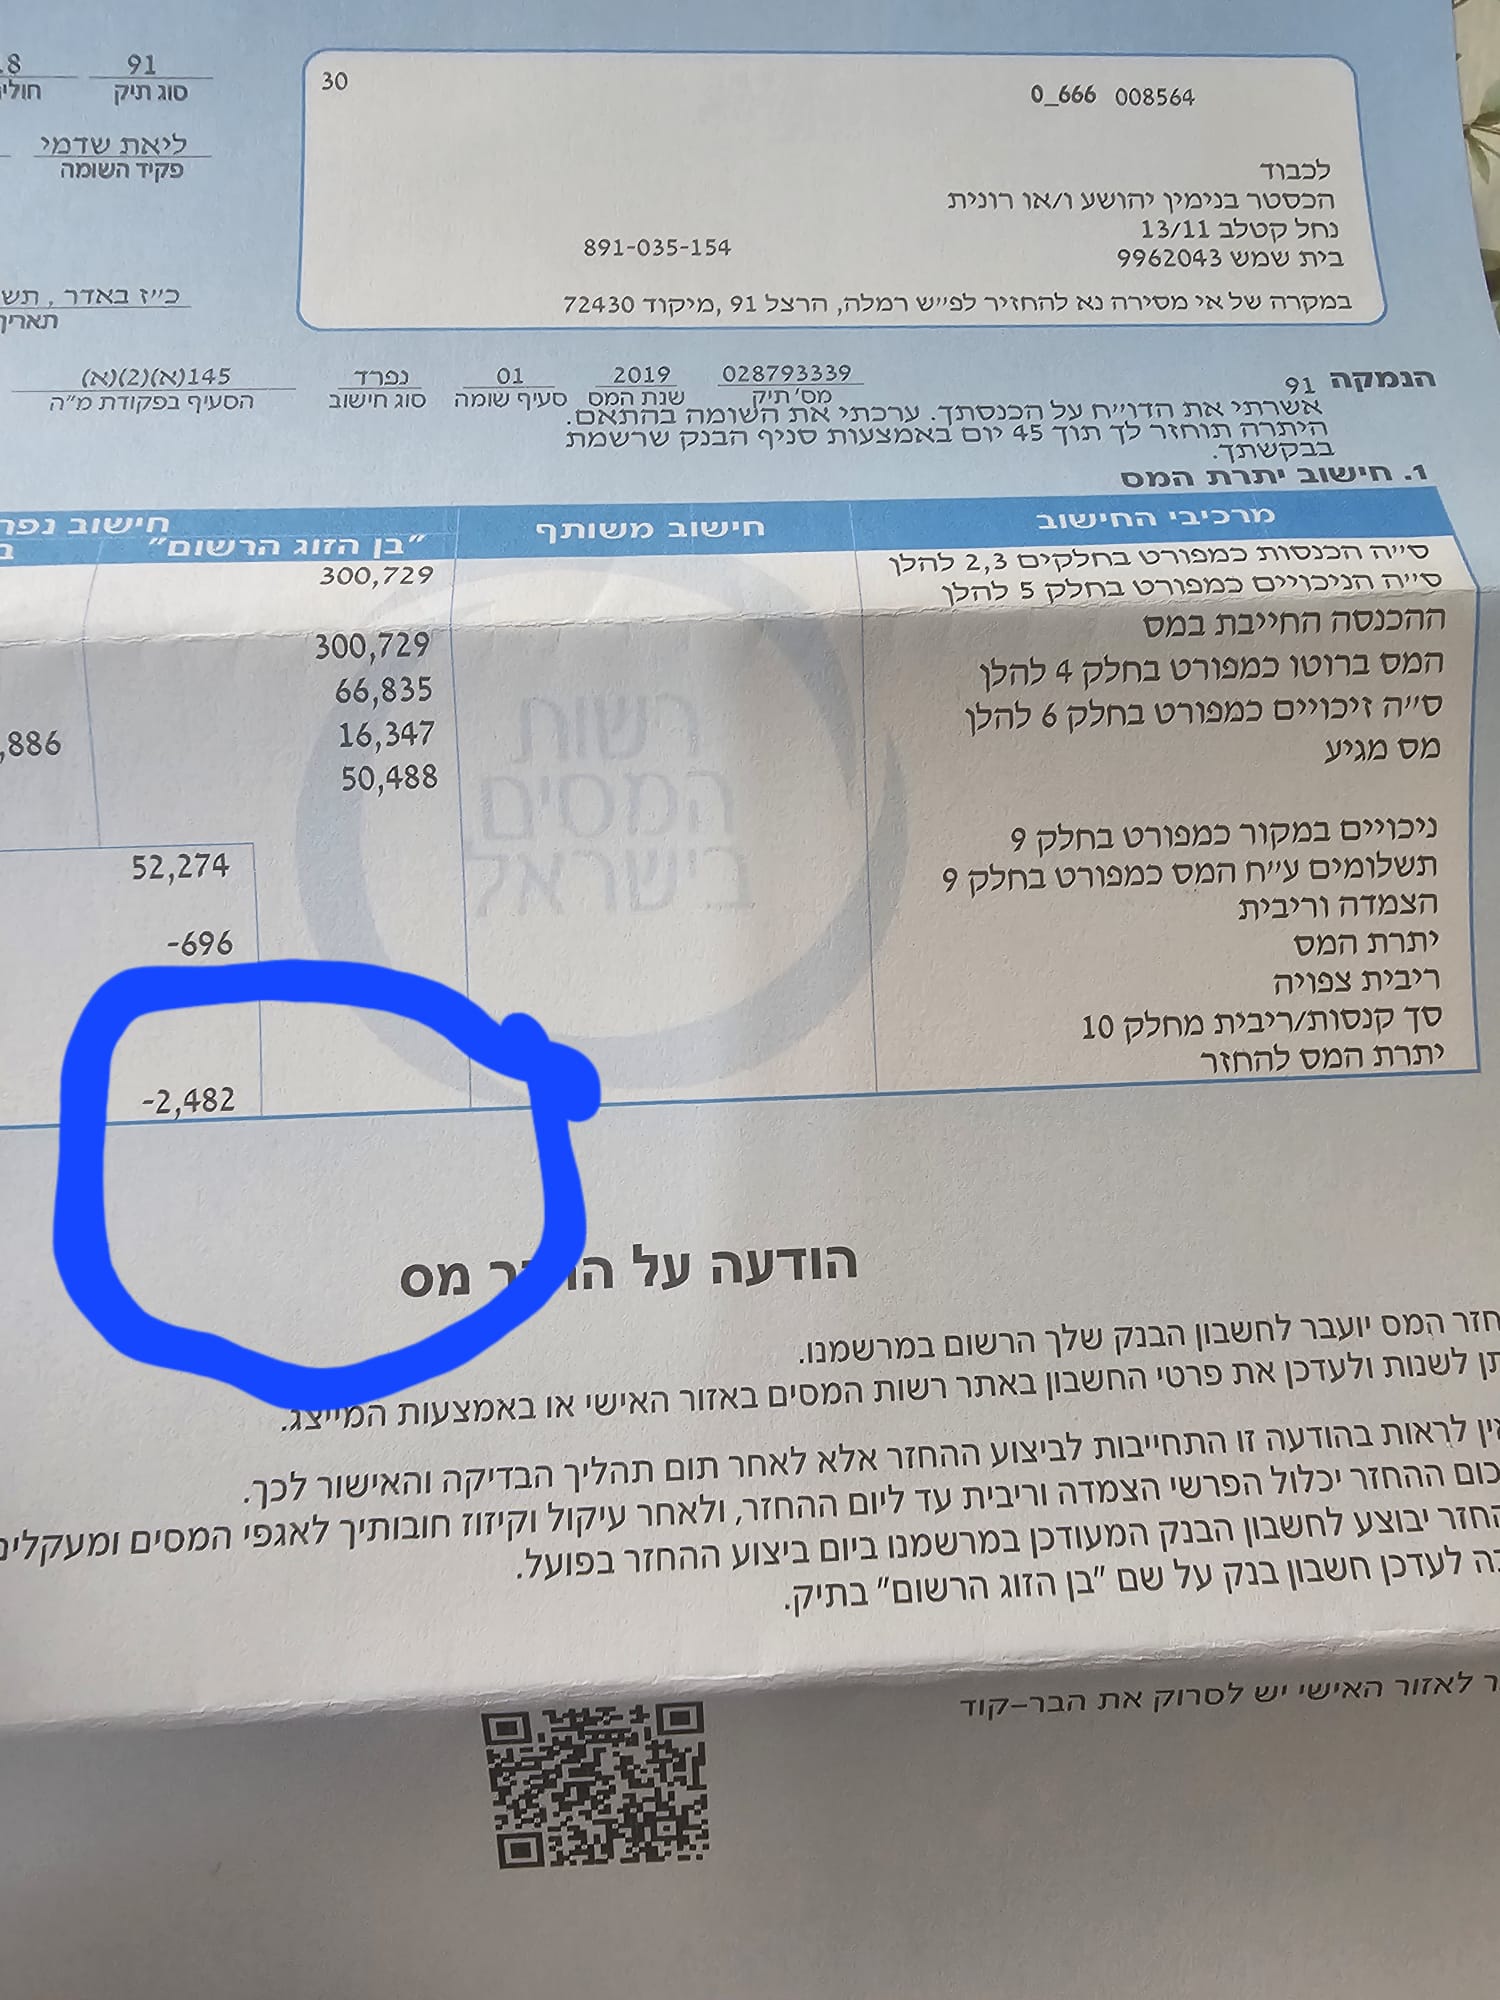 30
0_666 008564
לכבוד
הכסטר בנימין יהושע ו/או רונית
נחל קטלב 13/11
בית שמש 9962043
891-035-154
במקרה של אי מסירה נא להחזיר לפי״ש רמלה, הרצל 91 ,מיקוד 72430
91
סוג תיק
ליאת שדמי
פקיד השומה
כ״ז באדר
הנמקה
028793339 2019 01 נפרד 145(א)(2)(א)
מס' תיק שנת המס סעיף שומה סוג חישוב הסעיף בפקודת מ״ה
91
אשרתי את הדו״ח על הכנסתך. ערכתי את השומה בהתאם.
היתרה תוחזר לך תוך 45 יום באמצעות סניף הבנק שרשמת
בבקשתך.
1. חישוב יתרת המס
מרכיבי החישוב חישוב משותף חישוב
"בן הזוג הרשום"
ס״ה הכנסות כמפורט בחלקים 2,3 להלן 300,729
ס״ה הניכויים כמפורט בחלק 5 להלן
ההכנסה החייבת במס 300,729
המס ברוטו כמפורט בחלק 4 להלן 66,835
ס״ה זיכויים כמפורט בחלק 6 להלן 16,347 ,886
מס מגיע 50,488
ניכויים במקור כמפורט בחלק 9 52,274
תשלומים ע״ח המס כמפורט בחלק 9
הצמדה וריבית -696
יתרת המס
ריבית צפויה
סך קנסות/ריבית מחלק 10
יתרת המס להחזר -2,482
רשות
המסים
בישראל
הודעה על מס
המס יועבר לחשבון הבנק שלך הרשום במרשמנו.
לשנות ולעדכן את פרטי החשבון באתר רשות המסים באזור האישי או באמצעות המייצג.
לראות בהודעה זו התחייבות לביצוע ההחזר אלא לאחר תום תהליך הבדיקה והאישור לכך.
ההחזר יכלול הפרשי הצמדה וריבית עד ליום ההחזר, ולאחר עיקול וקיזוז חובותיך לאגפי המסים
יבוצע לחשבון הבנק המעודכן במרשמנו ביום ביצוע ההחזר בפועל.
לעדכן חשבון בנק על שם "בן הזוג הרשום" בתיק.
לאזור האישי יש לסרוק את הבר-קוד